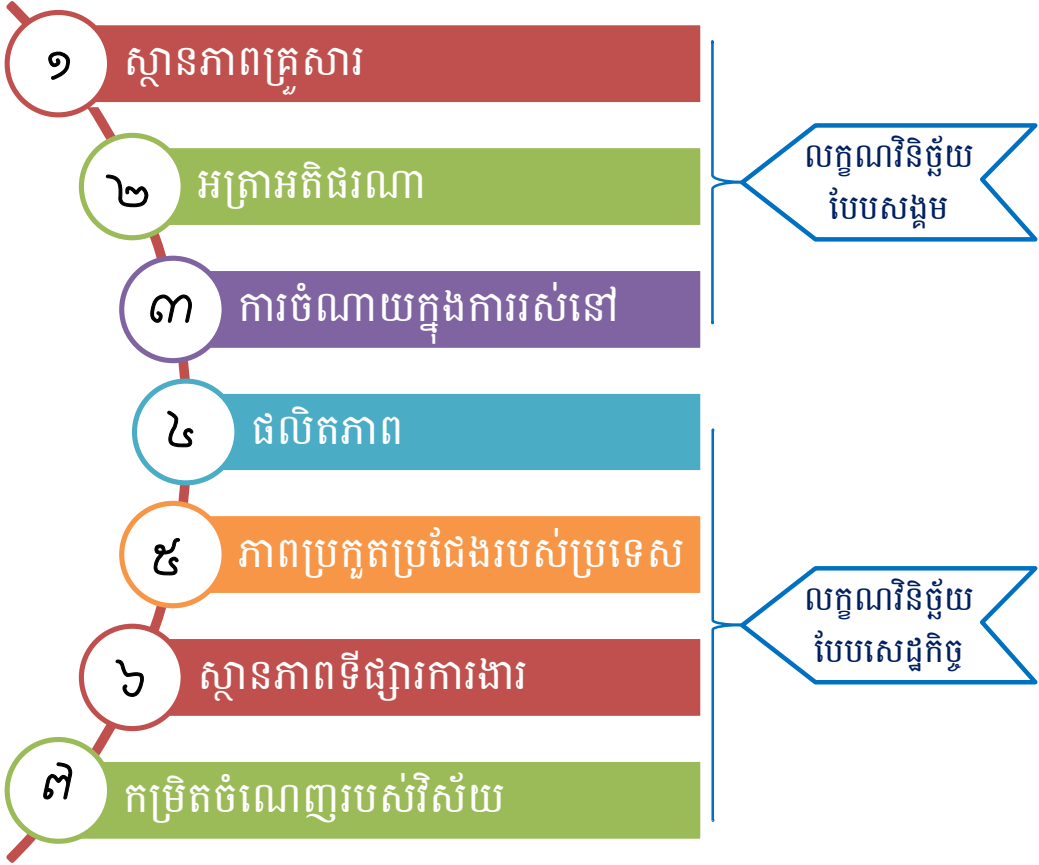 ១ ស្ថានភាពគ្រួសារ
២ អត្រាអតិផរណា
៣ ការចំណាយក្នុងការរស់នៅ
លក្ខណវិនិច្ឆ័យ
បែបសង្គម
៤ ផលិតភាព
៥ ភាពប្រកួតប្រជែងរបស់ប្រទេស
៦ ស្ថានភាពទីផ្សារការងារ
៧ កម្រិតចំណេញរបស់វិស័យ
លក្ខណវិនិច្ឆ័យ
បែបសេដ្ឋកិច្ច